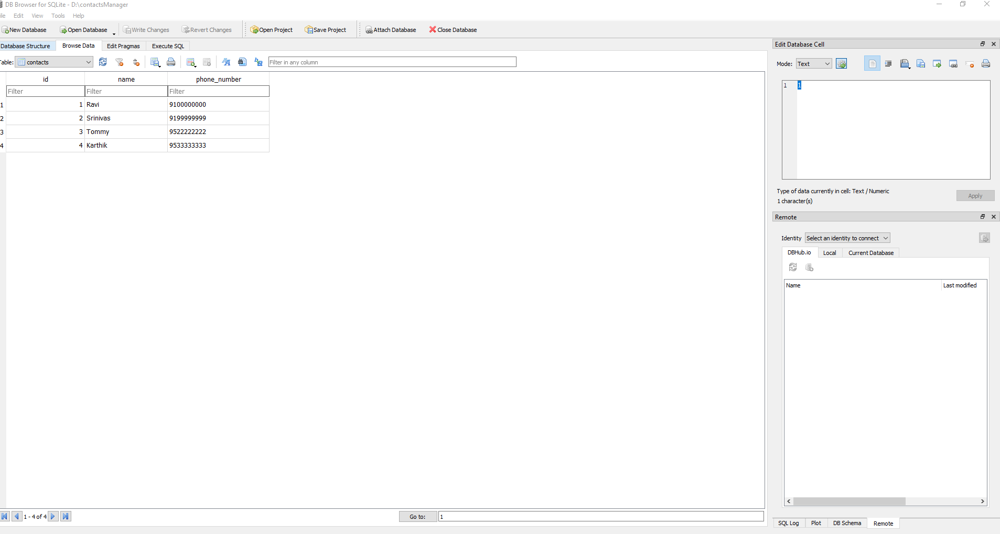 DB Browser for SQLite - D:\contactsManager
ile Edit View Tools Help
New Database Open Database Write Changes Revert Changes Open Project Save Project Attach Database Close Database
Database Structure Browse Data Edit Pragmas Execute SQL
Table: contacts Filter in any column
id name phone_number
Filter Filter Filter
1 1 Ravi 9100000000
2 2 Srinivas 9199999999
3 3 Tommy 9522222222
4 4 Karthik 9533333333
1 - 4 of 4 Go to: 1
Edit Database Cell
Mode: Text
1 1
Type of data currently in cell: Text / Numeric
1 character(s)
Apply
Remote
Identity Select an identity to connect
DBHub.io Local Current Database
Name Last modified
SQL Log Plot DB Schema Remote